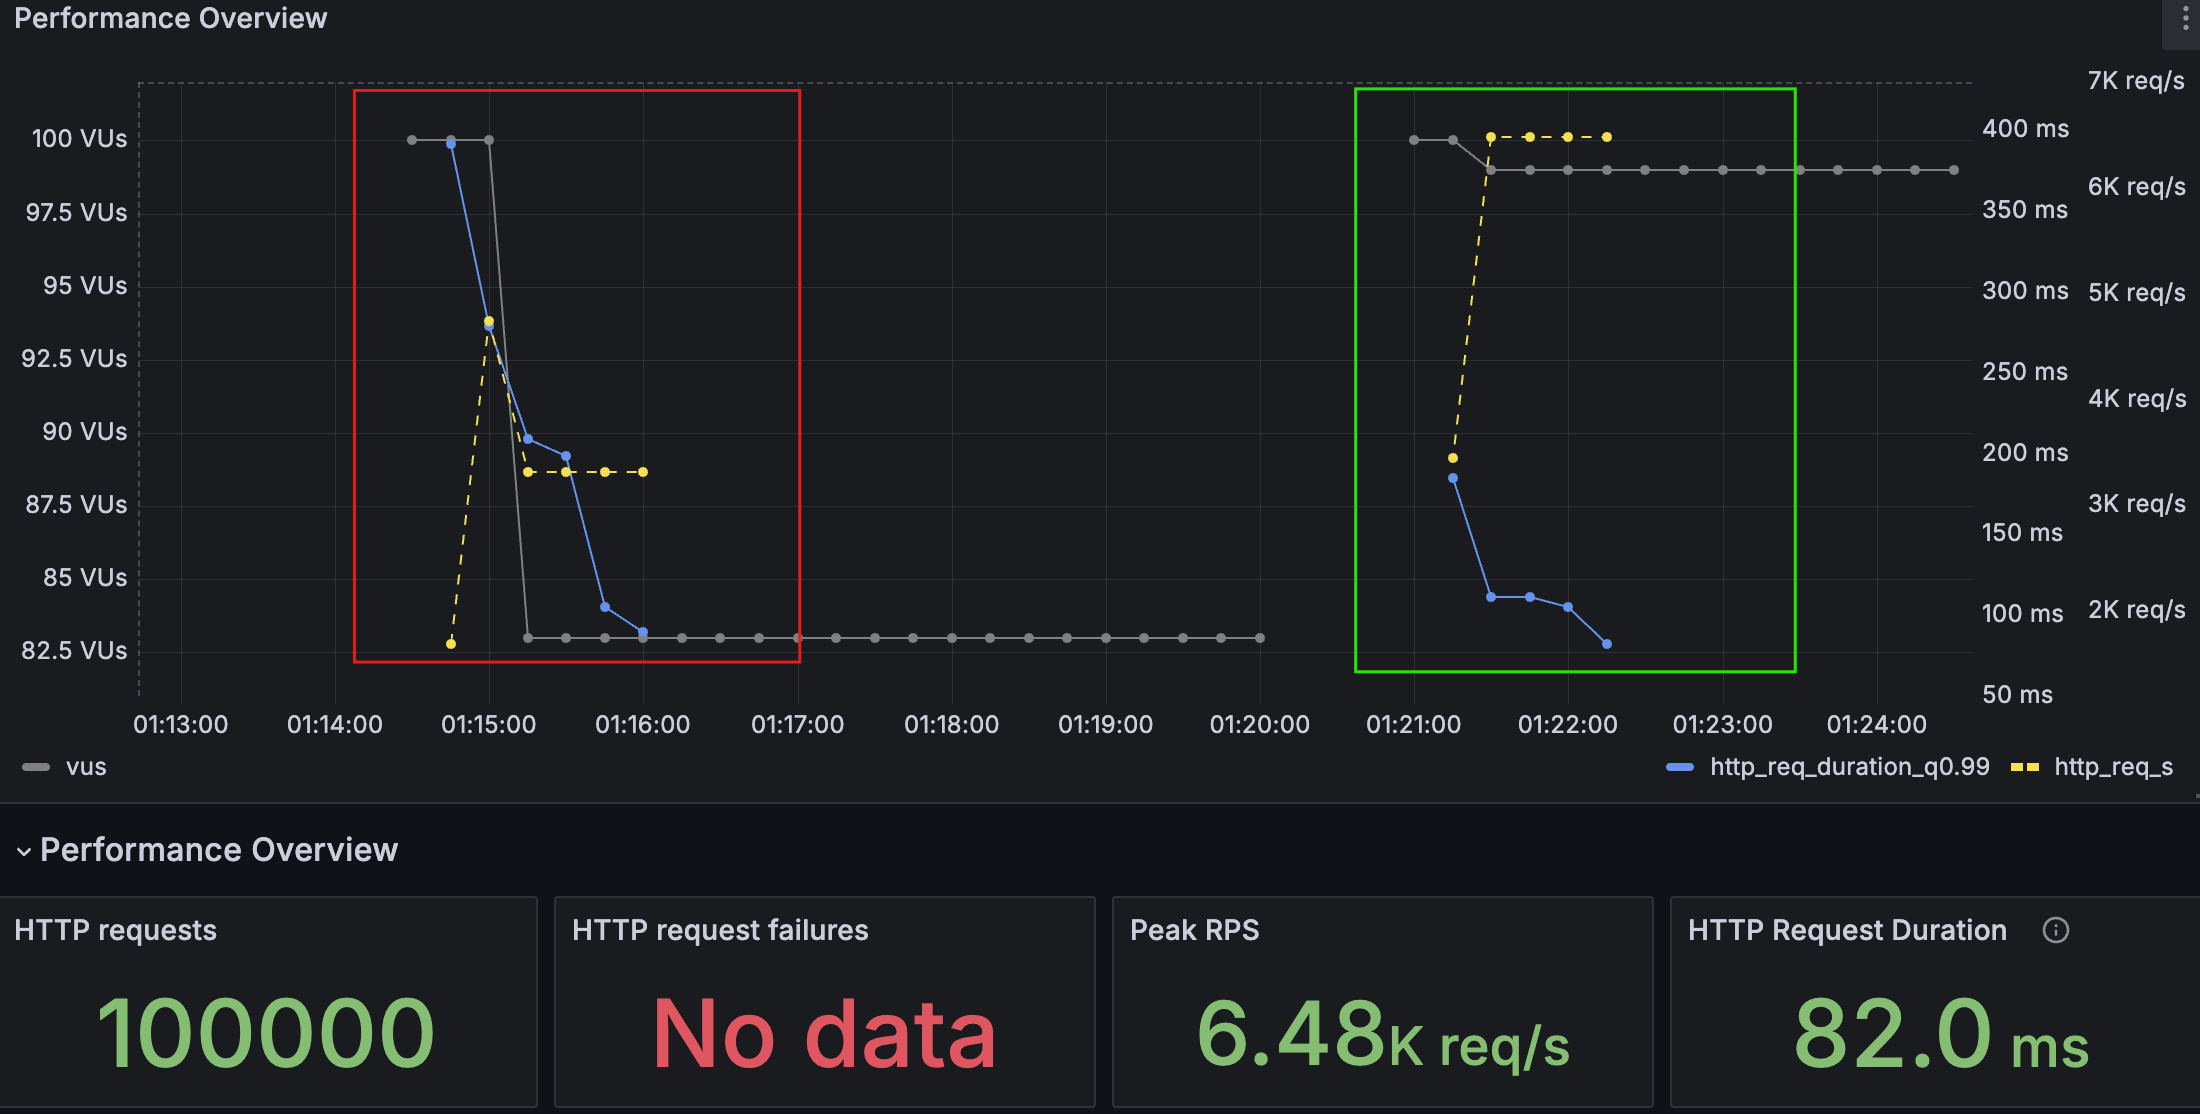 Performance Overview
7K req/s
100 VUs
400 ms
6K req/s
97.5 VUs
350 ms
95 VUs
300 ms
5K req/s
92.5 VUs
250 ms
4K req/s
90 VUs
200 ms
87.5 VUs
3K req/s
150 ms
85 VUs
100 ms
2K req/s
82.5 VUs
50 ms
01:13:00 01:14:00 01:15:00 01:16:00 01:17:00 01:18:00 01:19:00 01:20:00 01:21:00 01:22:00 01:23:00 01:24:00
vus
http_req_duration_q0.99 http_req_s
Performance Overview
HTTP requests
100000
HTTP request failures
No data
Peak RPS
6.48K req/s
HTTP Request Duration
82.0 ms